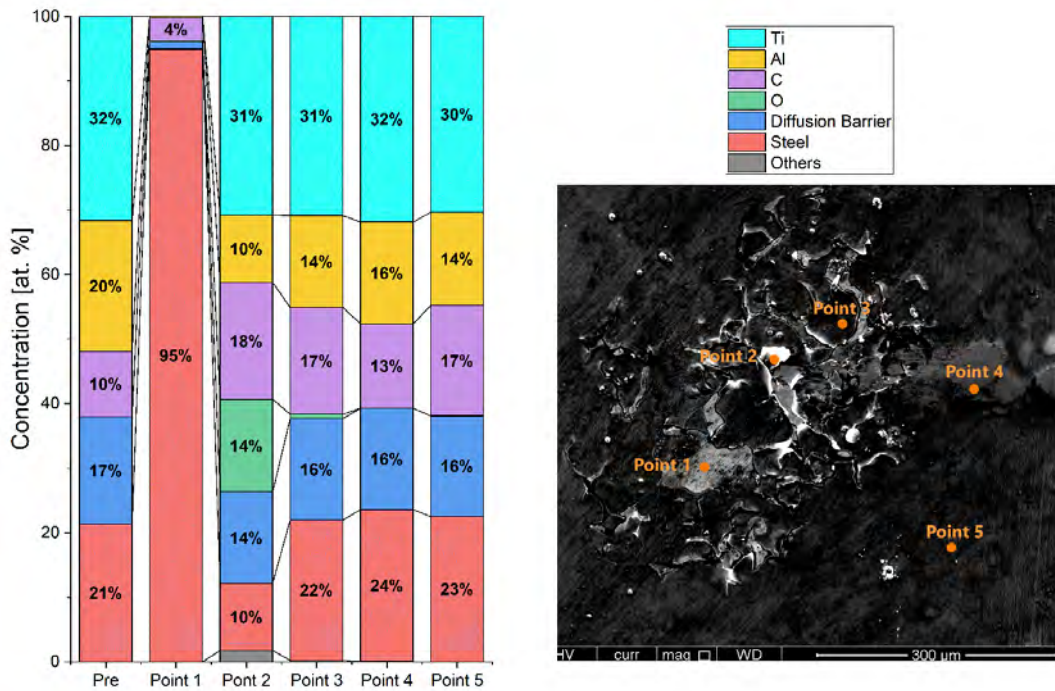 Concentration [at. %]
100
80
60
40
20
0
32%
20%
10%
17%
21%
4%
95%
31%
10%
18%
14%
14%
10%
31%
14%
17%
16%
22%
32%
16%
13%
16%
24%
30%
14%
17%
16%
23%
Pre
Point 1
Pont 2
Point 3
Point 4
Point 5
Ti
Al
C
O
Diffusion Barrier
Steel
Others
Point 3
Point 2
Point 4
Point 1
Point 5
HV curr mag WD 300 µm